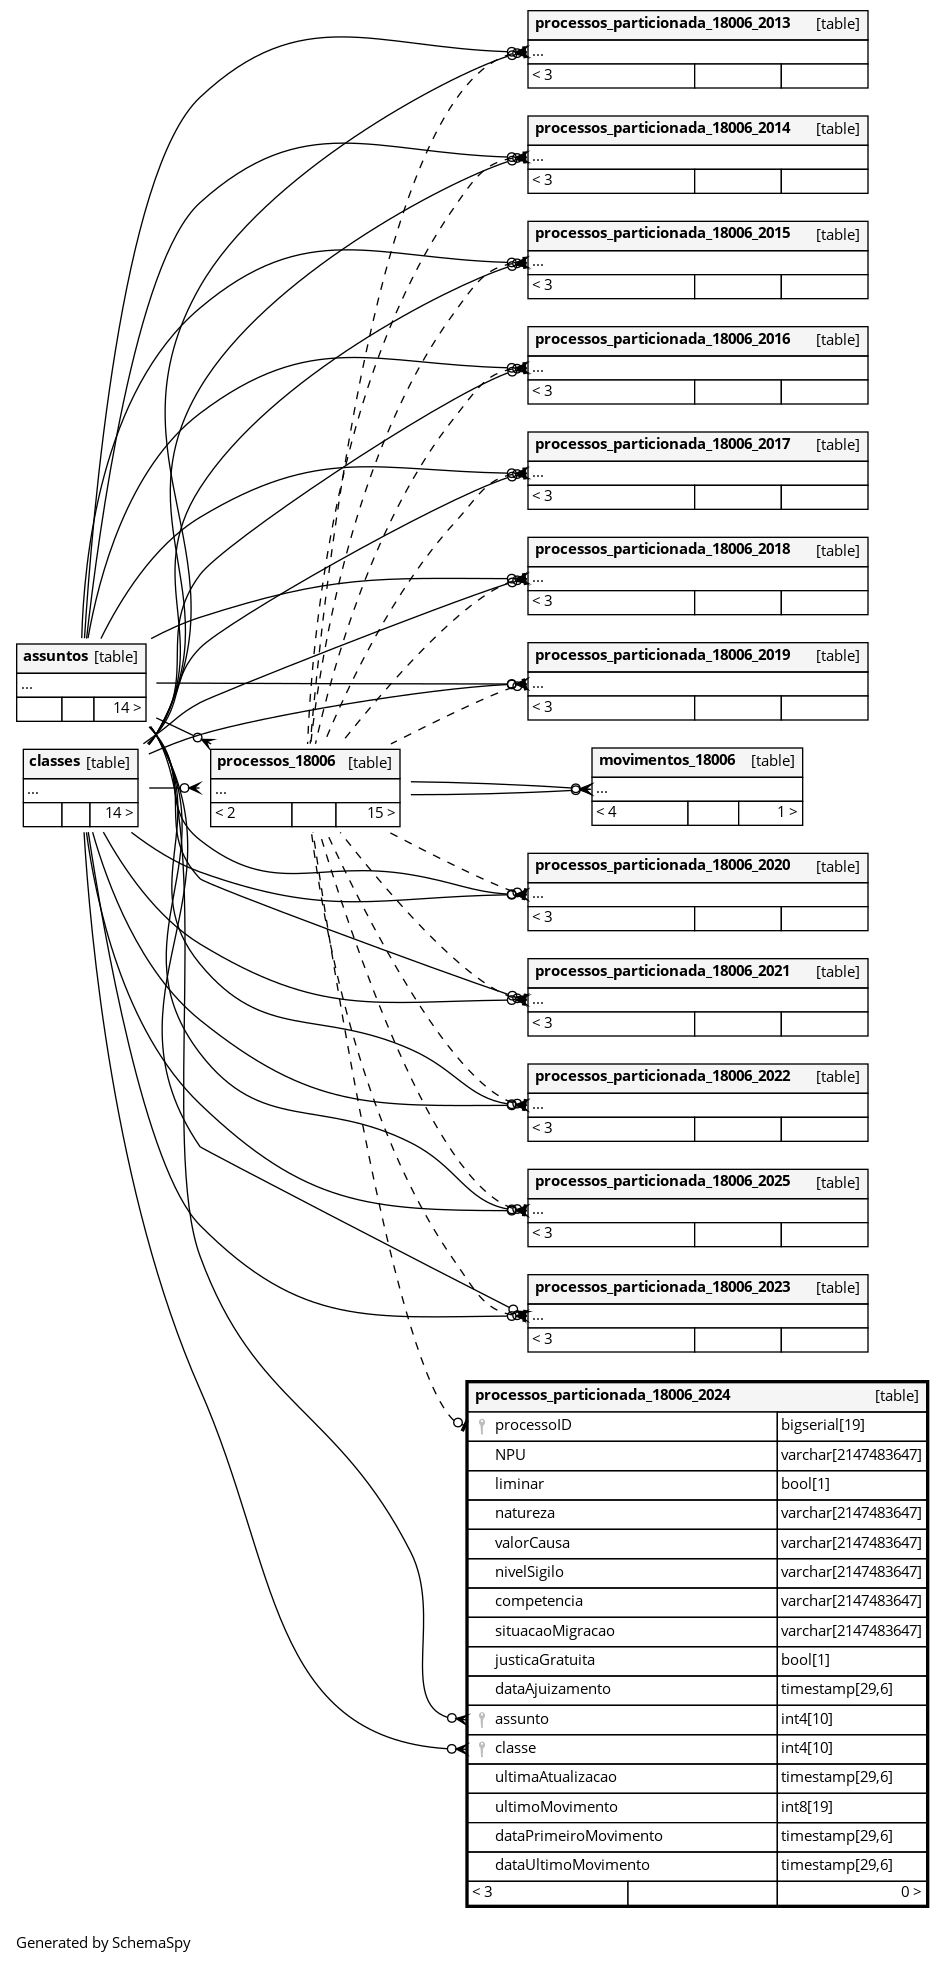 processos_particionada_18006_2013 [table]
...
< 3
processos_particionada_18006_2014 [table]
...
< 3
processos_particionada_18006_2015 [table]
...
< 3
processos_particionada_18006_2016 [table]
...
< 3
processos_particionada_18006_2017 [table]
...
< 3
processos_particionada_18006_2018 [table]
...
< 3
assuntos [table]
...
14 >
processos_particionada_18006_2019 [table]
...
< 3
classes [table]
...
14 >
processos_18006 [table]
...
< 2 15 >
movimentos_18006 [table]
...
< 4 1 >
processos_particionada_18006_2020 [table]
...
< 3
processos_particionada_18006_2021 [table]
...
< 3
processos_particionada_18006_2022 [table]
...
< 3
processos_particionada_18006_2025 [table]
...
< 3
processos_particionada_18006_2023 [table]
...
< 3
processos_particionada_18006_2024 [table]
processoID bigserial[19]
NPU varchar[2147483647]
liminar bool[1]
natureza varchar[2147483647]
valorCausa varchar[2147483647]
nivelSigilo varchar[2147483647]
competencia varchar[2147483647]
situacaoMigracao varchar[2147483647]
justicaGratuita bool[1]
dataAjuizamento timestamp[29,6]
assunto int4[10]
classe int4[10]
ultimaAtualizacao timestamp[29,6]
ultimoMovimento int8[19]
dataPrimeiroMovimento timestamp[29,6]
dataUltimoMovimento timestamp[29,6]
< 3 0 >
Generated by SchemaSpy